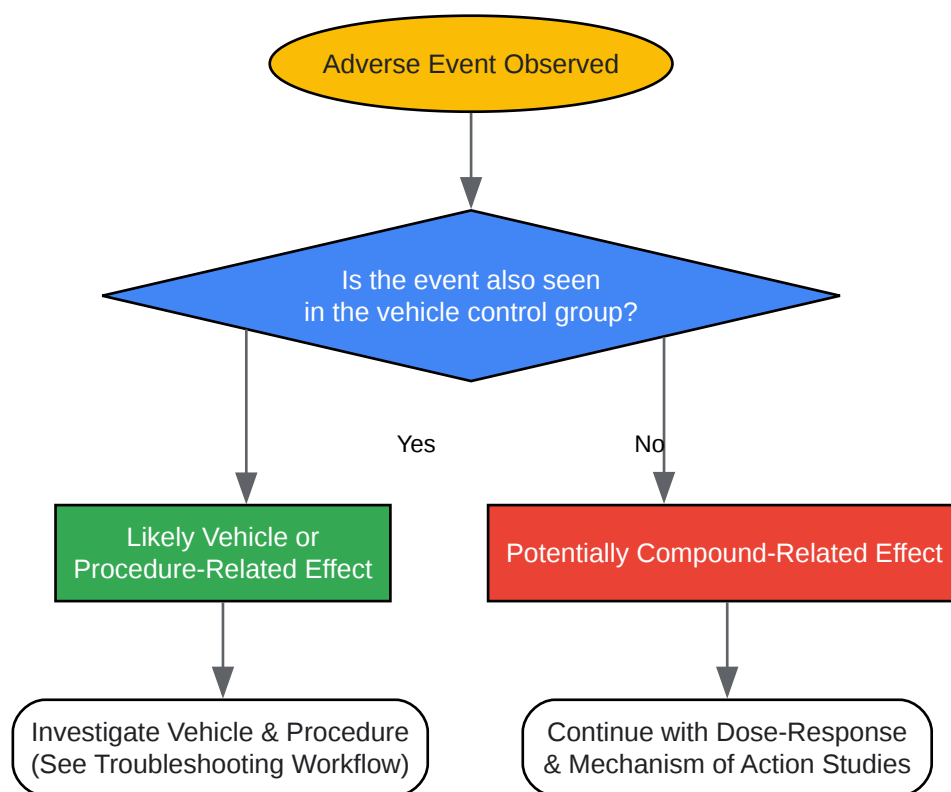 Adverse Event Observed
Is the event also seen
in the vehicle control group?
Yes
No
Likely Vehicle or
Procedure-Related Effect
Potentially Compound-Related Effect
Investigate Vehicle & Procedure
(See Troubleshooting Workflow)
Continue with Dose-Response
& Mechanism of Action Studies